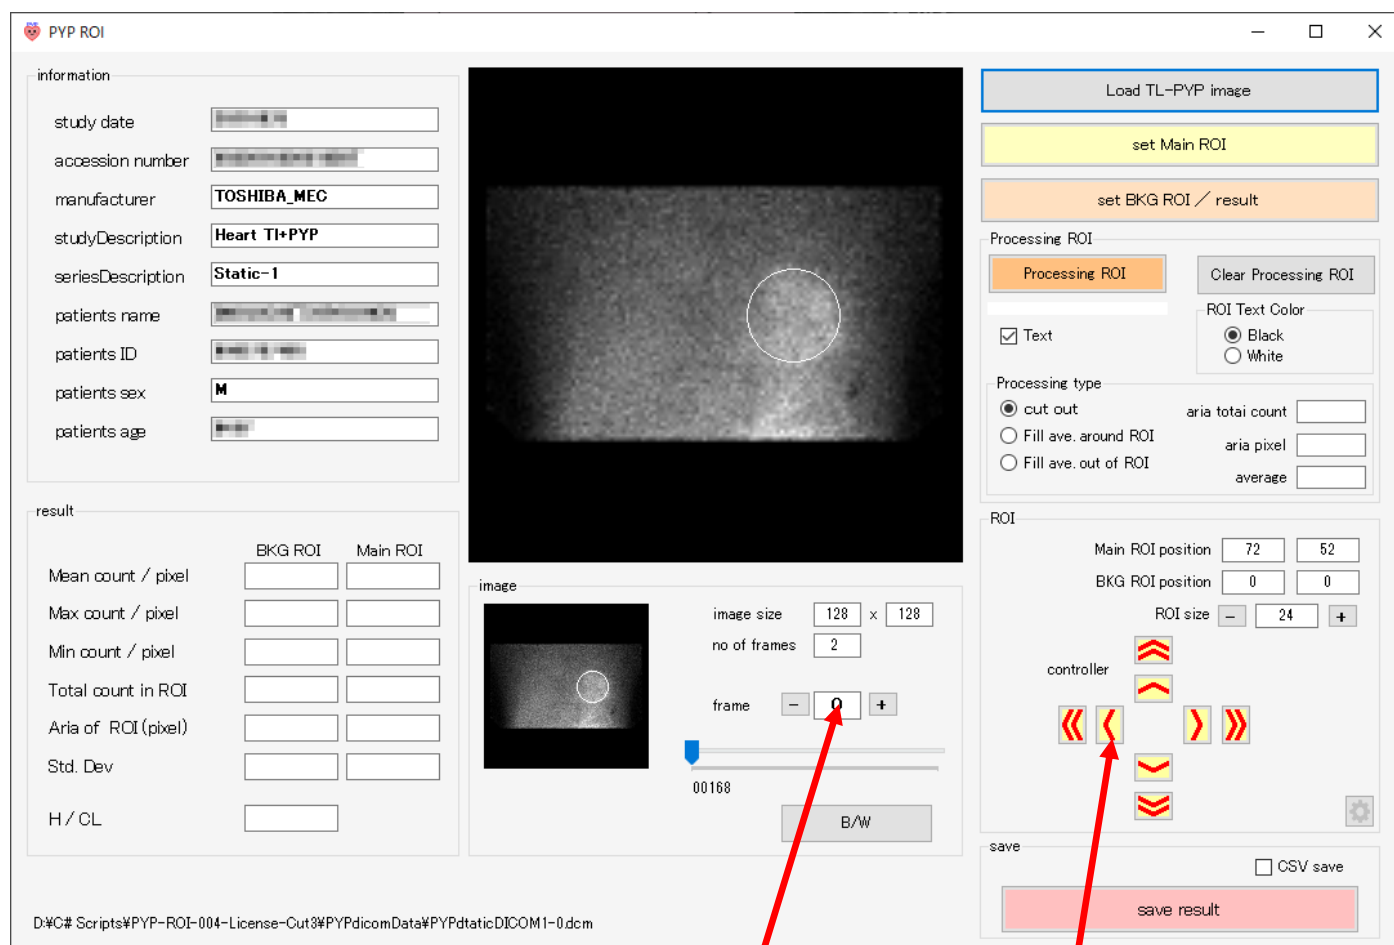 PYP ROI
information
study date
accession number
manufacturer TOSHIBA_MEC
studyDescription Heart Tl+PYP
seriesDescription Static-1
patients name
patients ID
patients sex M
patients age
result
BKG ROI Main ROI
Mean count / pixel
Max count / pixel
Min count / pixel
Total count in ROI
Aria of ROI(pixel)
Std. Dev
H/CL
image
image size 128 x 128
no of frames 2
frame - 0 +
00168
B/W
Load TL-PYP image
set Main ROI
set BKG ROI／result
Processing ROI
Processing ROI Clear Processing ROI
Text
ROI Text Color
Black
White
Processing type
cut out
Fill ave. around ROI
Fill ave. out of ROI
aria totai count
aria pixel
average
ROI
Main ROI position 72 52
BKG ROI position 0 0
ROI size - 24 +
controller
save
CSV save
save result
D:¥C# Scripts¥PYP-ROI-004-License-Cut3¥PYPdicomData¥PYPdtaticDICOM1-0.dcm